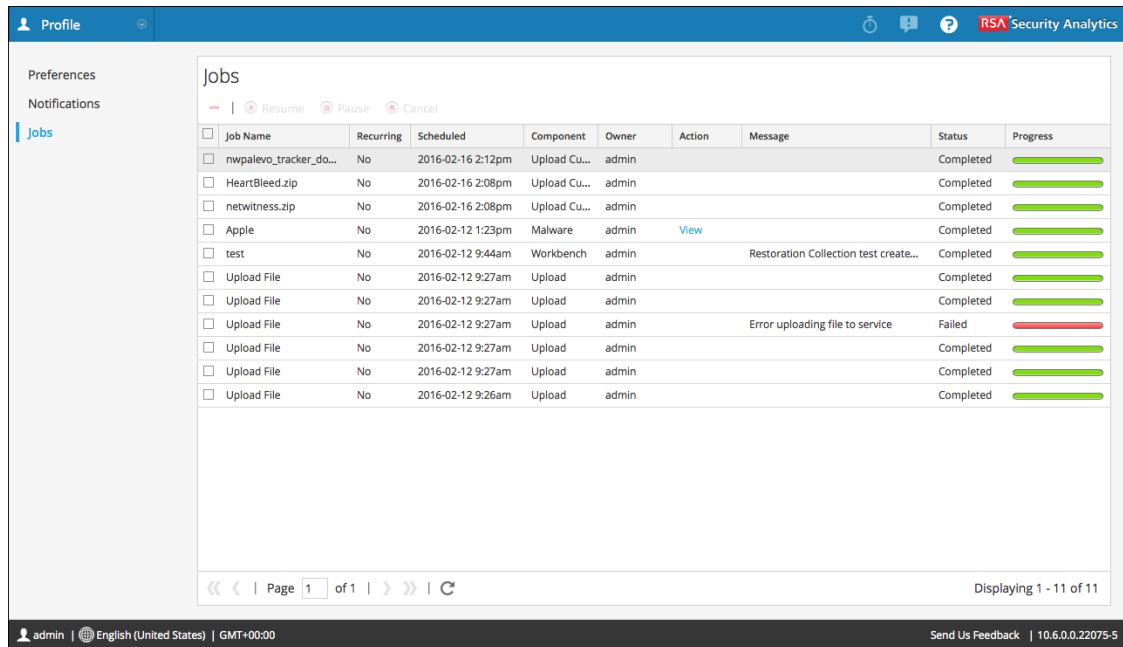 Profile
RSA Security Analytics
Preferences
Notifications
Jobs
Jobs
Resume Pause Cancel
Job Name Recurring Scheduled Component Owner Action Message Status Progress
nwpalevo_tracker_do... No 2016-02-16 2:12pm Upload Cu... admin Completed
HeartBleed.zip No 2016-02-16 2:08pm Upload Cu... admin Completed
netwitness.zip No 2016-02-16 2:08pm Upload Cu... admin Completed
Apple No 2016-02-12 1:23pm Malware admin View Completed
test No 2016-02-12 9:44am Workbench admin Restoration Collection test create... Completed
Upload File No 2016-02-12 9:27am Upload admin Completed
Upload File No 2016-02-12 9:27am Upload admin Completed
Upload File No 2016-02-12 9:27am Upload admin Error uploading file to service Failed
Upload File No 2016-02-12 9:27am Upload admin Completed
Upload File No 2016-02-12 9:27am Upload admin Completed
Upload File No 2016-02-12 9:26am Upload admin Completed
| Page 1 of 1 | | Displaying 1 - 11 of 11
admin | English (United States) | GMT+00:00 Send Us Feedback | 10.6.0.0.22075-5